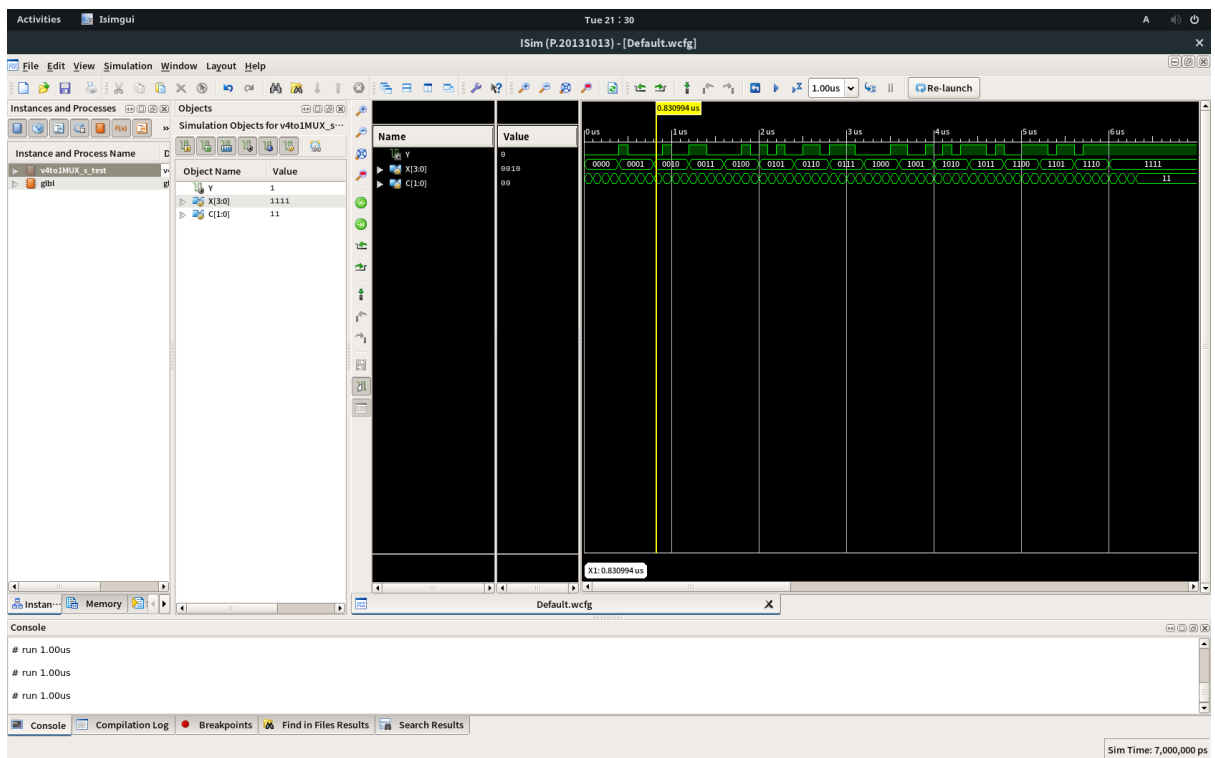 Activities Isimgui Tue 21:30 A
ISim (P.20131013) - [Default.wcfg]
File Edit View Simulation Window Layout Help
1.00us Re-launch
Instances and Processes
Objects
Simulation Objects for v4to1MUX_s···
Instance and Process Name D
v4to1MUX_s_test v4
glbl gl
Object Name Value
Y 1
X[3:0] 1111
C[1:0] 11
Name Value
Y 0
X[3:0] 0010
C[1:0] 00
0.830994 us
0 us 1 us 2 us 3 us 4 us 5 us 6 us
0000 0001 0010 0011 0100 0101 0110 0111 1000 1001 1010 1011 1100 1101 1110 1111
11
X1: 0.830994 us
Instan··· Memory
Default.wcfg
Console
# run 1.00us
# run 1.00us
# run 1.00us
Console Compilation Log Breakpoints Find in Files Results Search Results
Sim Time: 7,000,000 ps